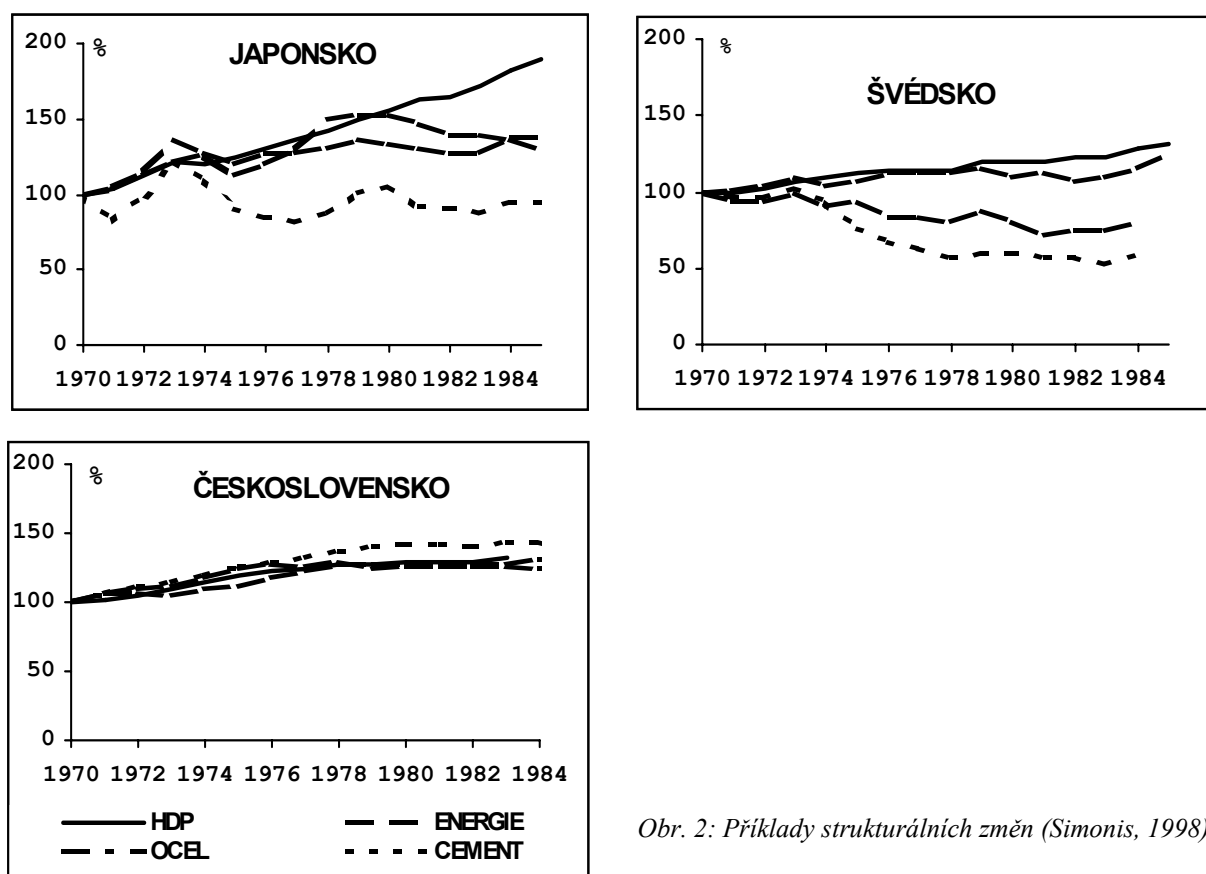 200
%
JAPONSKO
150
100
50
0
1970 1972 1974 1976 1978 1980 1982 1984
200
%
ŠVÉDSKO
150
100
50
0
1970 1972 1974 1976 1978 1980 1982 1984
200
%
ČESKOSLOVENSKO
150
100
50
0
1970 1972 1974 1976 1978 1980 1982 1984
HDP ENERGIE
OCEL CEMENT
Obr. 2: Příklady strukturálních změn (Simonis, 1998)